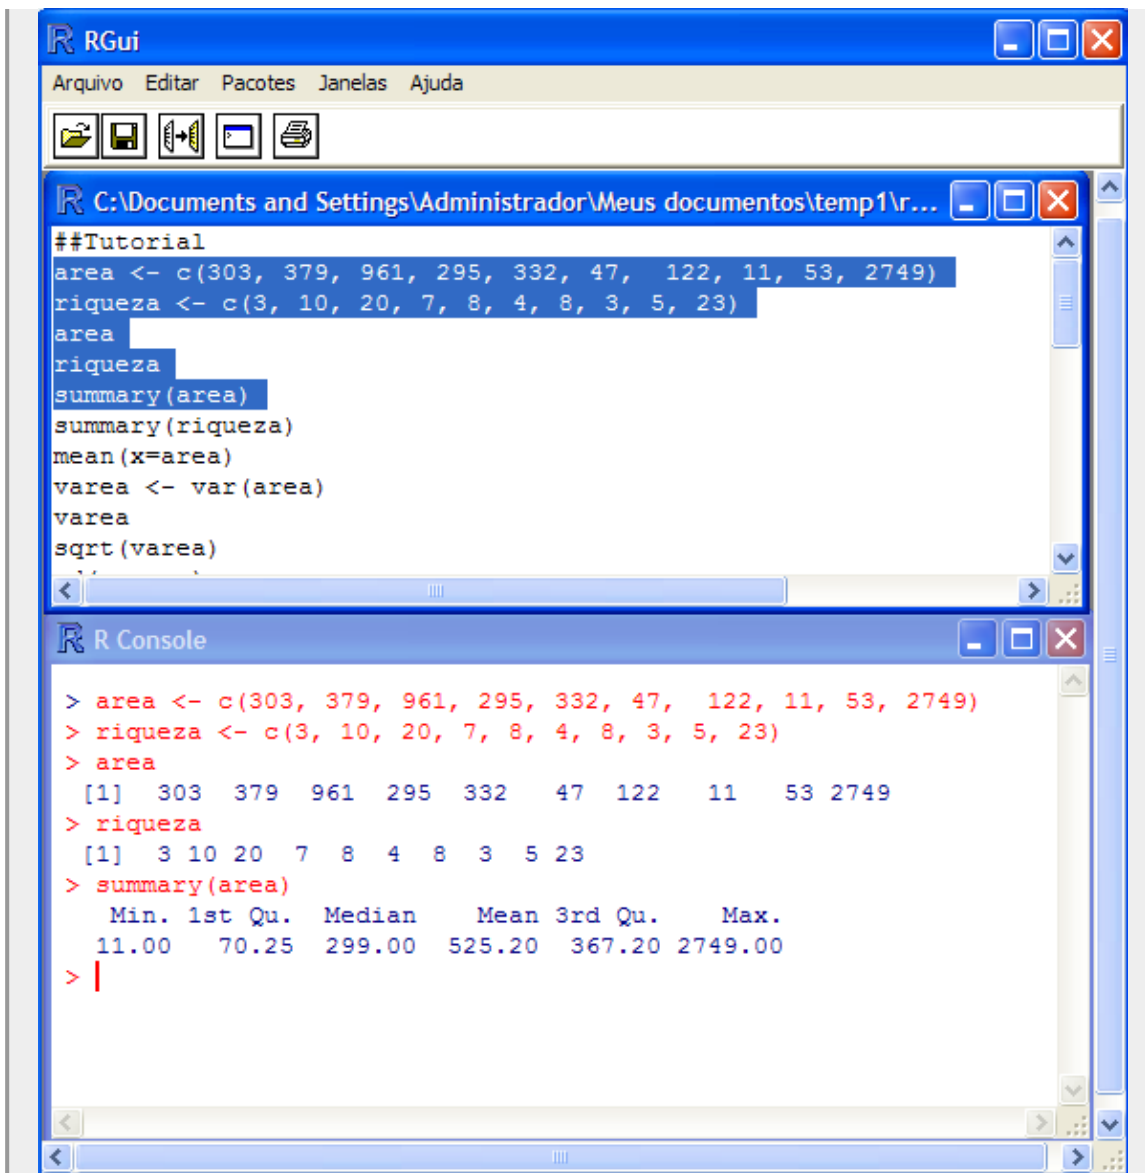 RGui
Arquivo Editar Pacotes Janelas Ajuda
C:\Documents and Settings\Administrador\Meus documentos\temp1\r...
##Tutorial
area <- c(303, 379, 961, 295, 332, 47,  122, 11, 53, 2749)
riqueza <- c(3, 10, 20, 7, 8, 4, 8, 3, 5, 23)
area
riqueza
summary(area)
summary(riqueza)
mean(x=area)
varea <- var(area)
varea
sqrt(varea)
R Console
> area <- c(303, 379, 961, 295, 332, 47,  122, 11, 53, 2749)
> riqueza <- c(3, 10, 20, 7, 8, 4, 8, 3, 5, 23)
> area
 [1]  303  379  961  295  332   47  122   11   53 2749
> riqueza
 [1]  3 10 20  7  8  4  8  3  5 23
> summary(area)
   Min. 1st Qu.  Median    Mean 3rd Qu.    Max.
  11.00   70.25  299.00  525.20  367.20 2749.00
>